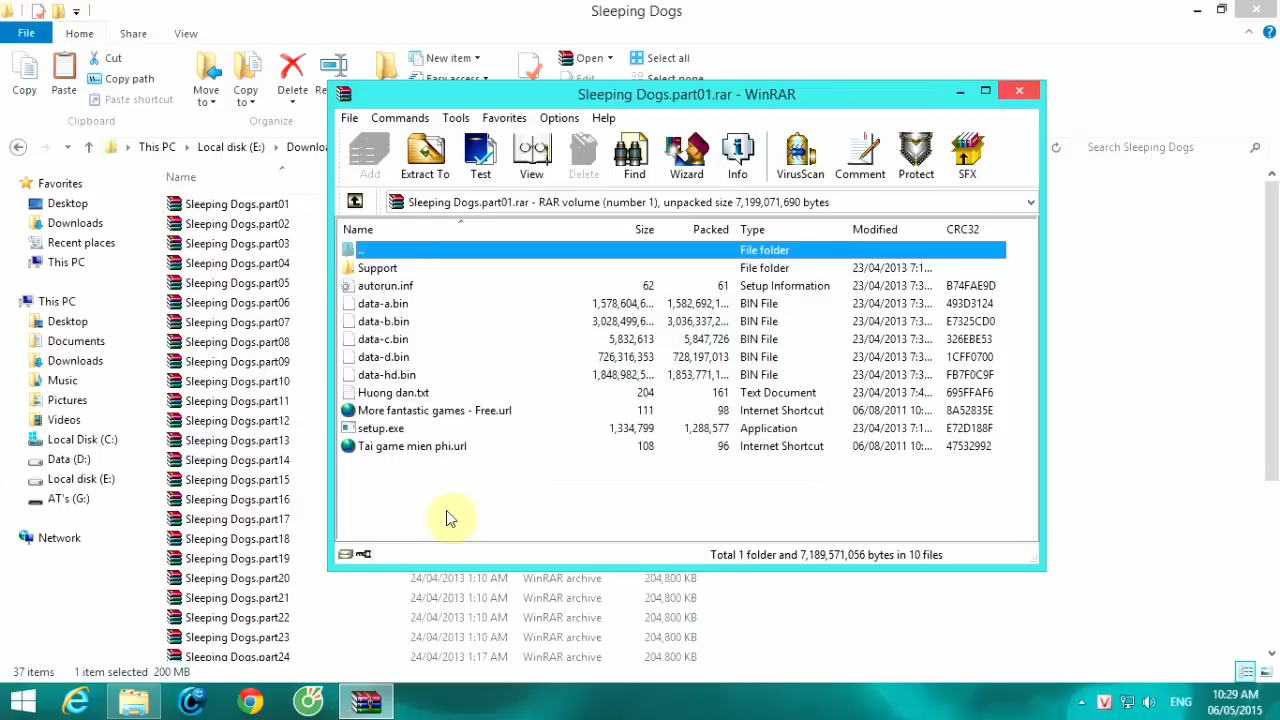 Sleeping Dogs
File Home Share View
Copy Paste Cut Copy path Paste shortcut Move to Copy to Delete New item Easy access Open Edit Select all Select none
Clipboard Organize
This PC Local disk (E:) Search Sleeping Dogs
Favorites
Desktop
Downloads
Recent places
This PC
This PC
Desktop
Documents
Downloads
Music
Pictures
Videos
Local Disk (C:)
Data (D:)
Local disk (E:)
AT's (G:)
Network
Name
Sleeping Dogs.part01
Sleeping Dogs.part02
Sleeping Dogs.part03
Sleeping Dogs.part04
Sleeping Dogs.part05
Sleeping Dogs.part06
Sleeping Dogs.part07
Sleeping Dogs.part08
Sleeping Dogs.part09
Sleeping Dogs.part10
Sleeping Dogs.part11
Sleeping Dogs.part12
Sleeping Dogs.part13
Sleeping Dogs.part14
Sleeping Dogs.part15
Sleeping Dogs.part16
Sleeping Dogs.part17
Sleeping Dogs.part18
Sleeping Dogs.part19
Sleeping Dogs.part20 24/04/2013 1:10 AM WinRAR archive 204,800 KB
Sleeping Dogs.part21 24/04/2013 1:10 AM WinRAR archive 204,800 KB
Sleeping Dogs.part22 24/04/2013 1:10 AM WinRAR archive 204,800 KB
Sleeping Dogs.part23 24/04/2013 1:10 AM WinRAR archive 204,800 KB
Sleeping Dogs.part24 24/04/2013 1:17 AM WinRAR archive 204,800 KB
Sleeping Dogs.part01.rar - WinRAR
File Commands Tools Favorites Options Help
Add Extract To Test View Delete Find Wizard Info VirusScan Comment Protect SFX
Sleeping Dogs.part01.rar - RAR volume (number 1), unpacked size 7,199,071,690 bytes
Name Size Packed Type Modified CRC32
.. File folder
Support File folder 23/04/2013 7:1...
autorun.inf 62 61 Setup Information 23/04/2013 7:3... B74FAE9D
data-a.bin 1,578,604,6... 1,582,692,1... BIN File 23/04/2013 7:3... 493D3124
data-b.bin 3,028,499,6... 3,036,337,2... BIN File 23/04/2013 7:3... E7325CD0
data-c.bin 5,832,613 5,847,726 BIN File 23/04/2013 7:3... 326EBE53
data-d.bin 726,316,353 728,197,013 BIN File 23/04/2013 7:3... 1CFF0700
data-hd.bin 1,848,982,5... 1,853,771,1... BIN File 23/04/2013 7:3... FB7F0C9F
Huong dan.txt 204 161 Text Document 23/04/2013 7:4... 695FFAF6
More fantastic games - Free.url 111 98 Internet Shortcut 06/08/2011 10:... 8A52835E
setup.exe 1,334,799 1,288,577 Application 23/04/2013 7:1... E72D188F
Tai game mien phi.url 108 96 Internet Shortcut 06/08/2011 10:... 47532992
Total 1 folder and 7,189,571,056 bytes in 10 files
37 items 1 item selected 200 MB
ENG
10:29 AM
06/05/2015